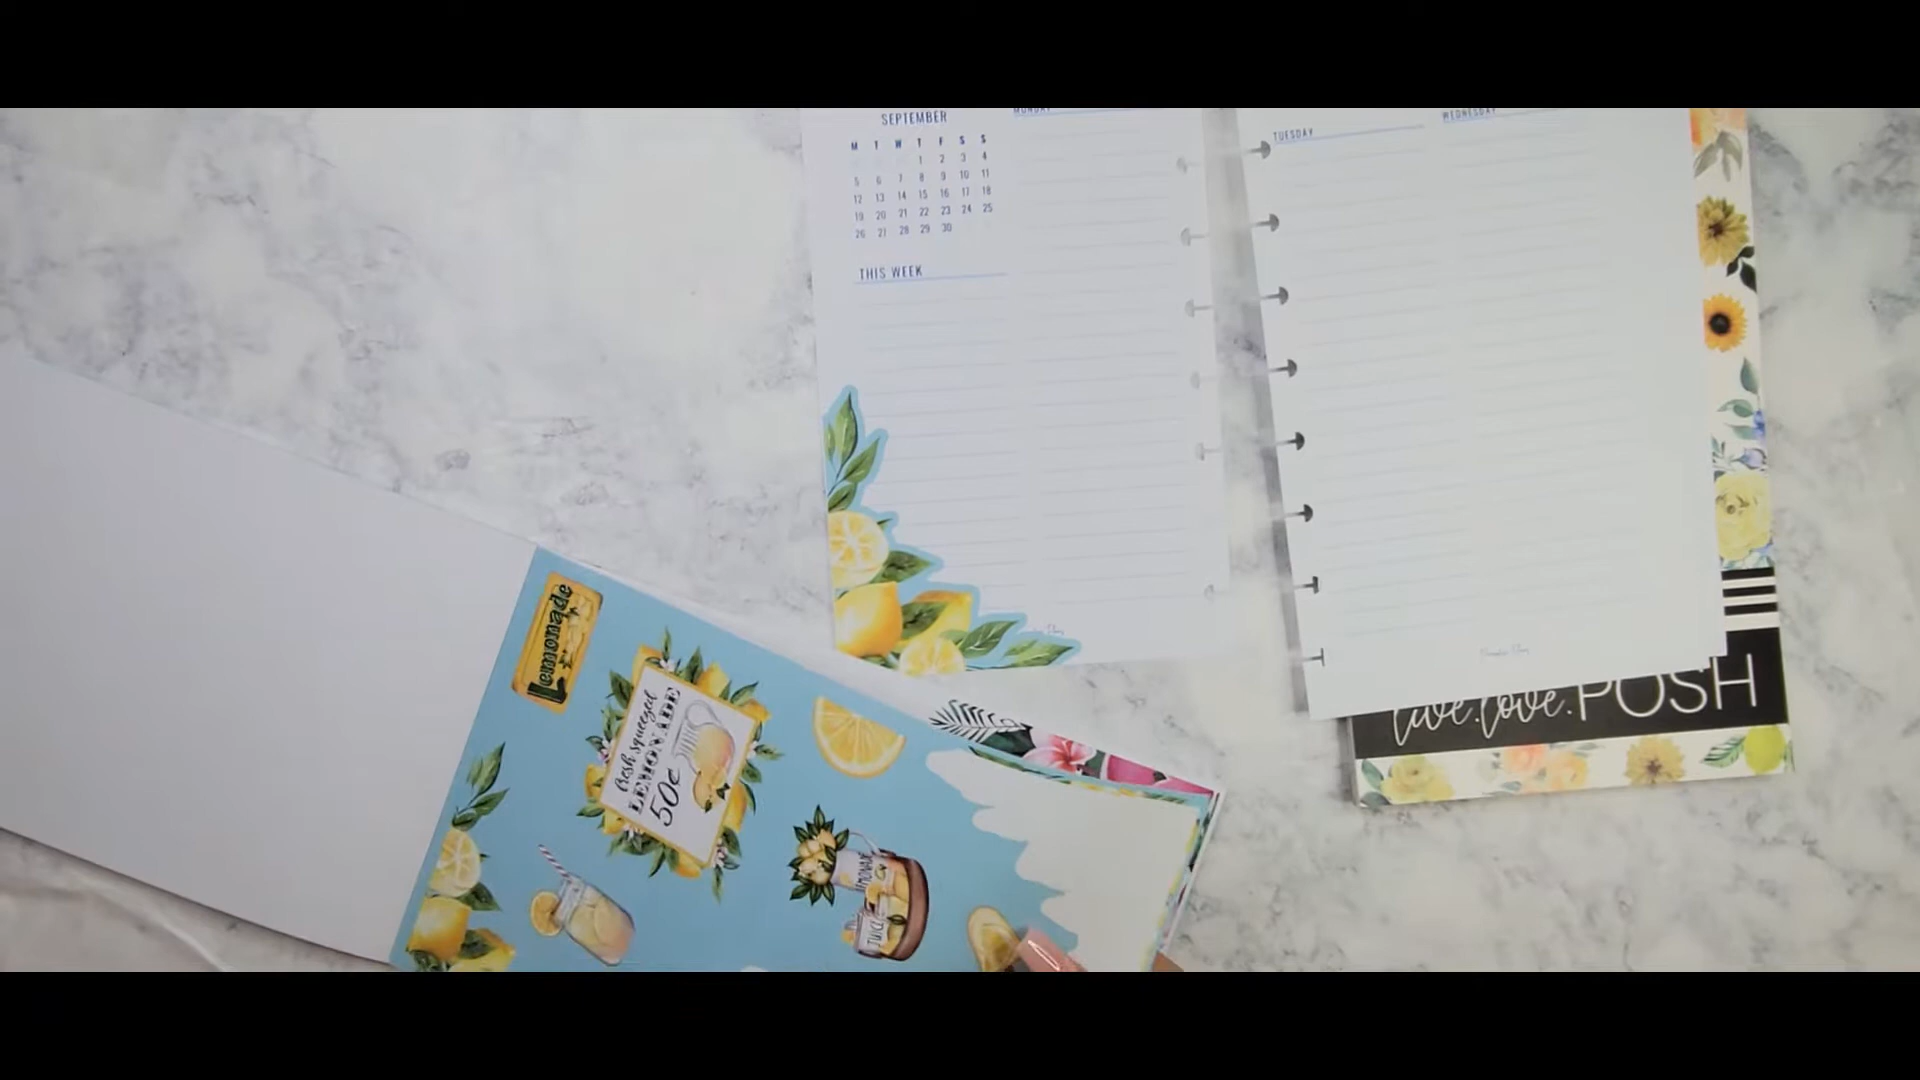 SEPTEMBER
M T W T F S S
1 2 3 4
5 6 7 8 9 10 11
12 13 14 15 16 17 18
19 20 21 22 23 24 25
26 27 28 29 30
THIS WEEK
MONDAY
TUESDAY
WEDNESDAY
live.love.POSH
Lemonade
fresh squeezed
LEMONADE
50¢
LEMONADE
JUICE